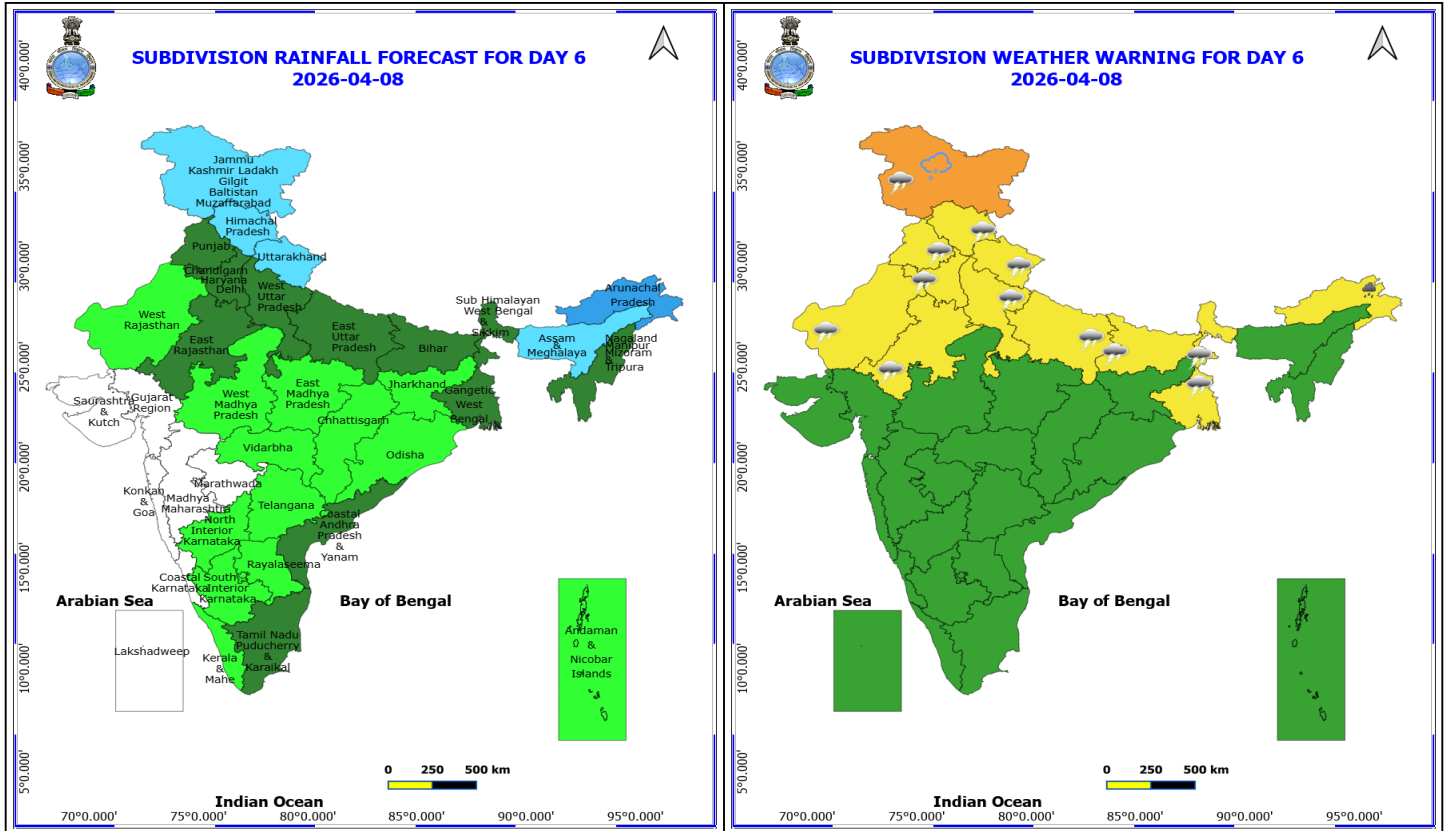 SUBDIVISION RAINFALL FORECAST FOR DAY 6
2026-04-08
40°0.000'
35°0.000'
30°0.000'
25°0.000'
20°0.000'
15°0.000'
10°0.000'
5°0.000'
Jammu
Kashmir Ladakh
Gilgit
Baltistan
Muzaffarabad
Himachal
Pradesh
Punjab
Uttarakhand
Chandigarh
Haryana
Delhi
West
Uttar
Pradesh
West
Rajasthan
East
Rajasthan
East
Uttar
Pradesh
Bihar
Sub Himalayan
West Bengal
&
Sikkim
Arunachal
Pradesh
Assam
&
Meghalaya
Nagaland
Manipur
Mizoram
&
Tripura
Saurashtra
&
Kutch
Gujarat
Region
West
Madhya
Pradesh
East
Madhya
Pradesh
Jharkhand
Gangetic
West
Bengal
Chhattisgarh
Vidarbha
Odisha
Konkan
&
Goa
Madhya
Maharashtra
Marathwada
Telangana
North
Interior
Karnataka
Coastal
Andhra
Pradesh
&
Yanam
Rayalaseema
Coastal
Karnataka
South
Interior
Karnataka
Tamil Nadu
Puducherry
&
Karaikal
Kerala
&
Mahe
Arabian Sea
Bay of Bengal
Lakshadweep
Andaman
&
Nicobar
Islands
0 250 500 km
Indian Ocean
70°0.000' 75°0.000' 80°0.000' 85°0.000' 90°0.000' 95°0.000'
SUBDIVISION WEATHER WARNING FOR DAY 6
2026-04-08
40°0.000'
35°0.000'
30°0.000'
25°0.000'
20°0.000'
15°0.000'
10°0.000'
5°0.000'
Arabian Sea
Bay of Bengal
0 250 500 km
Indian Ocean
70°0.000' 75°0.000' 80°0.000' 85°0.000' 90°0.000' 95°0.000'